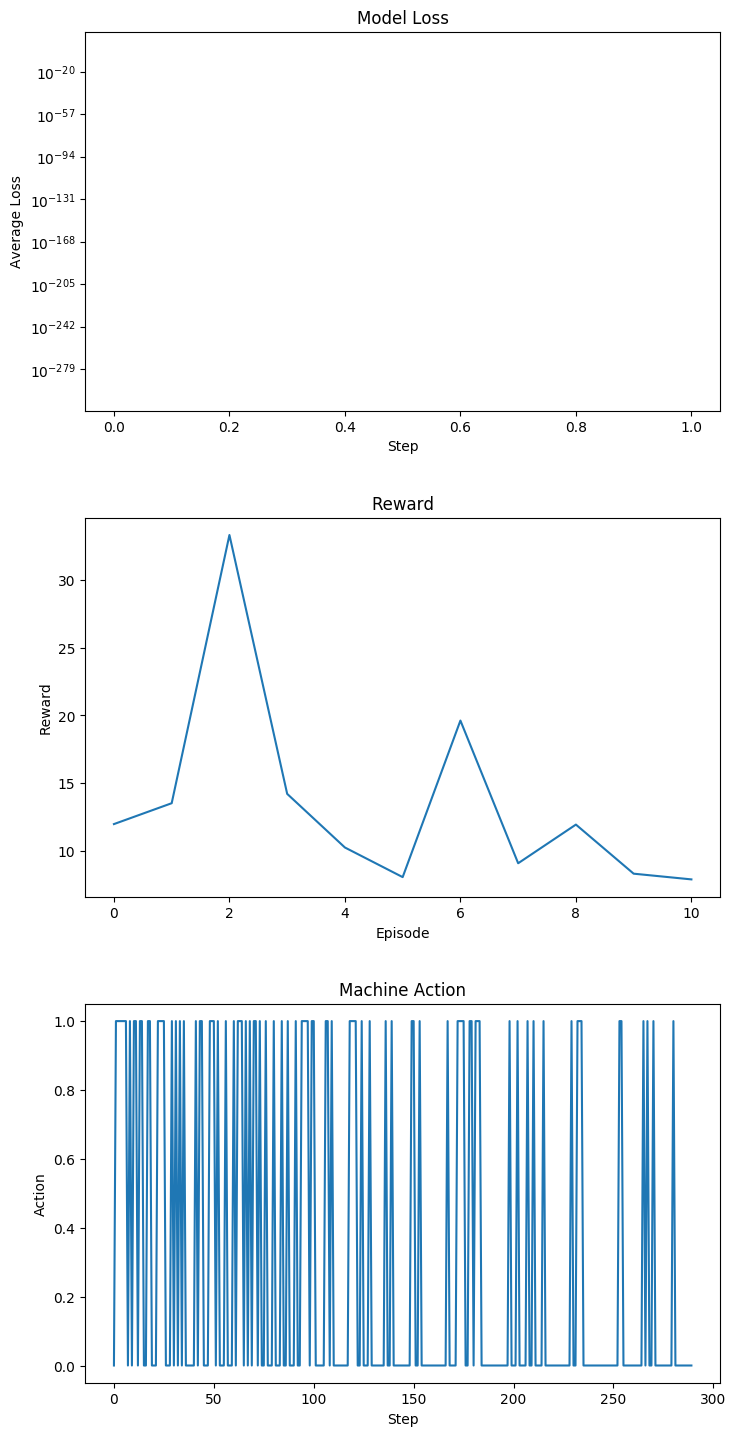 Model Loss
10⁻²⁰
10⁻⁵⁷
10⁻⁹⁴
10⁻¹³¹
10⁻¹⁶⁸
10⁻²⁰⁵
10⁻²⁴²
10⁻²⁷⁹
Average Loss
0.0 0.2 0.4 0.6 0.8 1.0
Step
Reward
30
25
20
15
10
Reward
0 2 4 6 8 10
Episode
Machine Action
1.0
0.8
0.6
0.4
0.2
0.0
Action
0 50 100 150 200 250 300
Step